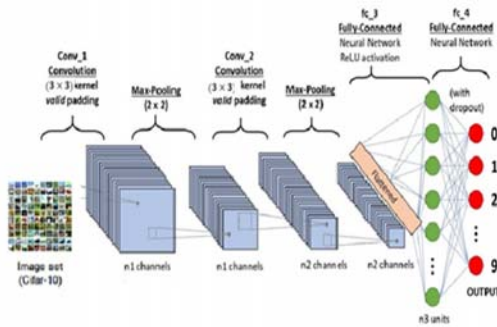 Conv_1
Convolution
(3 × 3) kernel
valid padding
Max-Pooling
(2 x 2)
Conv_2
Convolution
(3 × 3) kernel
valid padding
Max-Pooling
(2 x 2)
fc_3
Fully-Connected
Neural Network
ReLU activation
fc_4
Fully-Connected
Neural Network
(with
dropout)
Flattened
0
1
2
9
Image set
(Cifar-10)
n1 channels
n1 channels
n2 channels
n2 channels
n3 units
OUTPUT